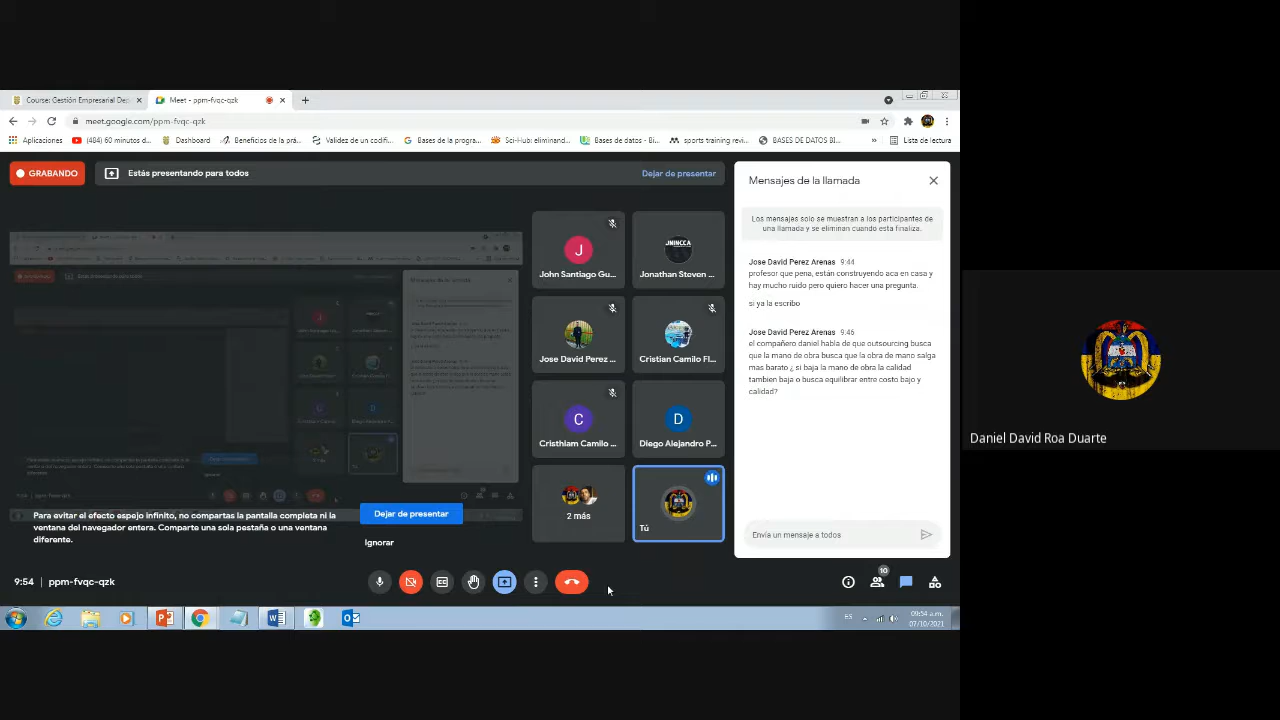 Course: Gestión Empresarial De:
Meet - ppm-fvqc-qzk
meet.google.com/ppm-fvqc-qzk
Aplicaciones
(484) 60 minutos d...
Dashboard
Beneficios de la prá...
Validez de un codifi...
Bases de la progra...
Sci-Hub: eliminand...
Bases de datos - Bi...
sports training revi...
BASES DE DATOS BI...
»
Lista de lectura
GRABANDO
Estás presentando para todos
Dejar de presentar
Mensajes de la llamada
Los mensajes solo se muestran a los participantes de
una llamada y se eliminan cuando esta finaliza.
Jose David Perez Arenas 9:44
profesor que pena, están construyendo aca en casa y
hay mucho ruido pero quiero hacer una pregunta.
si ya la escribo
Jose David Perez Arenas 9:46
el compañero daniel habla de que outsourcing busca
que la mano de obra busca que la obra de mano salga
mas barato ¿ si baja la mano de obra la calidad
tambien baja o busca equilibrar entre costo bajo y
calidad?
Envía un mensaje a todos
J
John Santiago Gu...
JNINCCA
Jonathan Steven ...
Jose David Perez ...
Cristian Camilo Fl...
C
Cristhiam Camilo ...
D
Diego Alejandro P...
2 más
Tú
Para evitar el efecto espejo infinito, no compartas la pantalla completa ni la
ventana del navegador entera. Comparte una sola pestaña o una ventana
diferente.
Dejar de presentar
Ignorar
9:54 | ppm-fvqc-qzk
10
ES
09:54 a.m.
07/10/2021
Daniel David Roa Duarte